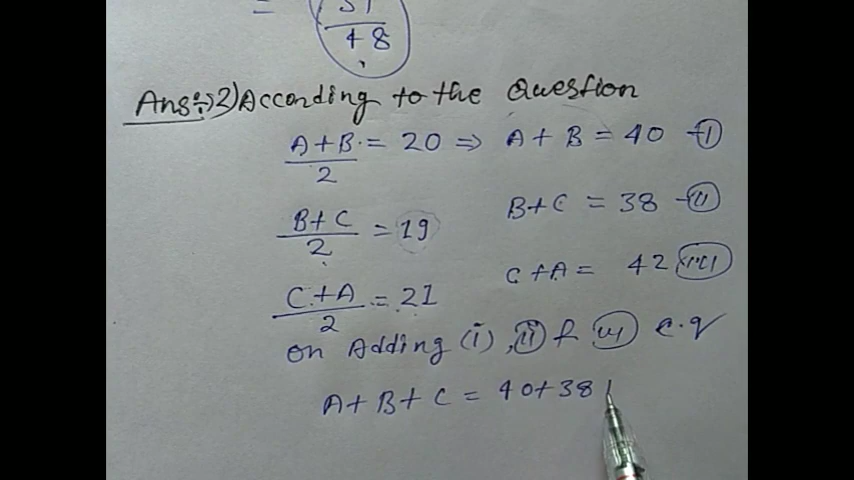 = 31/48
Ans:-2) According to the Question
A+B/2 = 20 ⇒ A + B = 40 -(I)
B+C/2 = 19 B+C = 38 -(II)
C+A/2 = 21 C+A = 42 (III)
on Adding (i), (ii) & (iii) e.q
A+B+C = 40+38